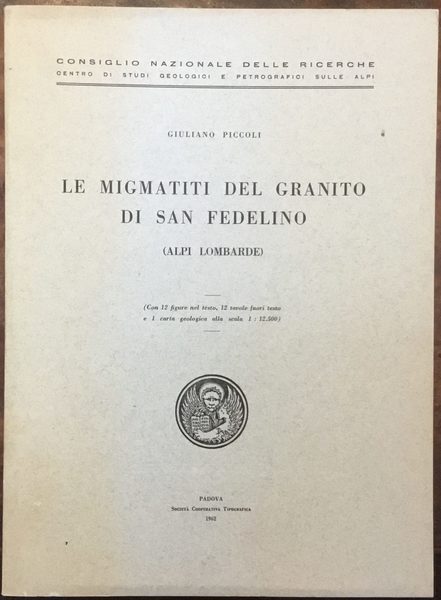 CONSIGLIO NAZIONALE DELLE RICERCHE
CENTRO DI STUDI GEOLOGICI E PETROGRAFICI SULLE ALPI
GIULIANO PICCOLI
LE MIGMATITI DEL GRANITO
DI SAN FEDELINO
(ALPI LOMBARDE)
(Con 12 figure nel testo, 12 tavole fuori testo
e 1 carta geologica alla scala 1 : 12.500)
PADOVA
SOCIETÀ COOPERATIVA TIPOGRAFICA
1962